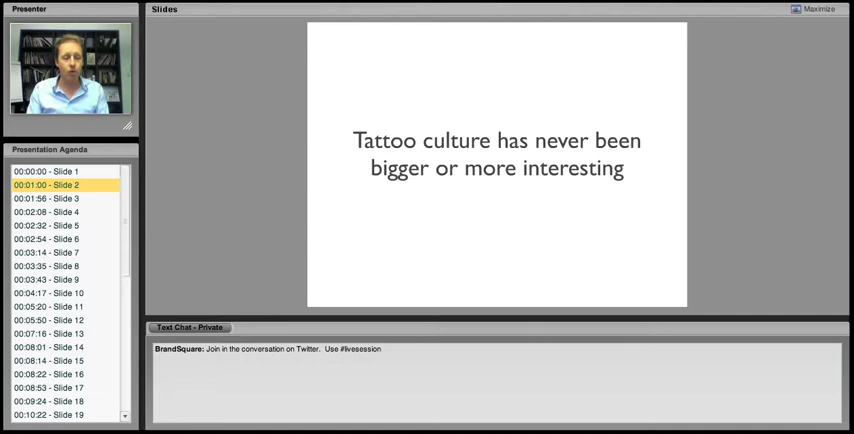 Presenter
Presentation Agenda
00:00:00 - Slide 1
00:01:00 - Slide 2
00:01:56 - Slide 3
00:02:08 - Slide 4
00:02:32 - Slide 5
00:02:54 - Slide 6
00:03:14 - Slide 7
00:03:35 - Slide 8
00:03:43 - Slide 9
00:04:17 - Slide 10
00:05:20 - Slide 11
00:05:50 - Slide 12
00:07:16 - Slide 13
00:08:01 - Slide 14
00:08:14 - Slide 15
00:08:22 - Slide 16
00:08:53 - Slide 17
00:09:24 - Slide 18
00:10:22 - Slide 19
Slides
Maximize
Tattoo culture has never been
bigger or more interesting
Text Chat - Private
BrandSquare: Join in the conversation on Twitter. Use #livesession